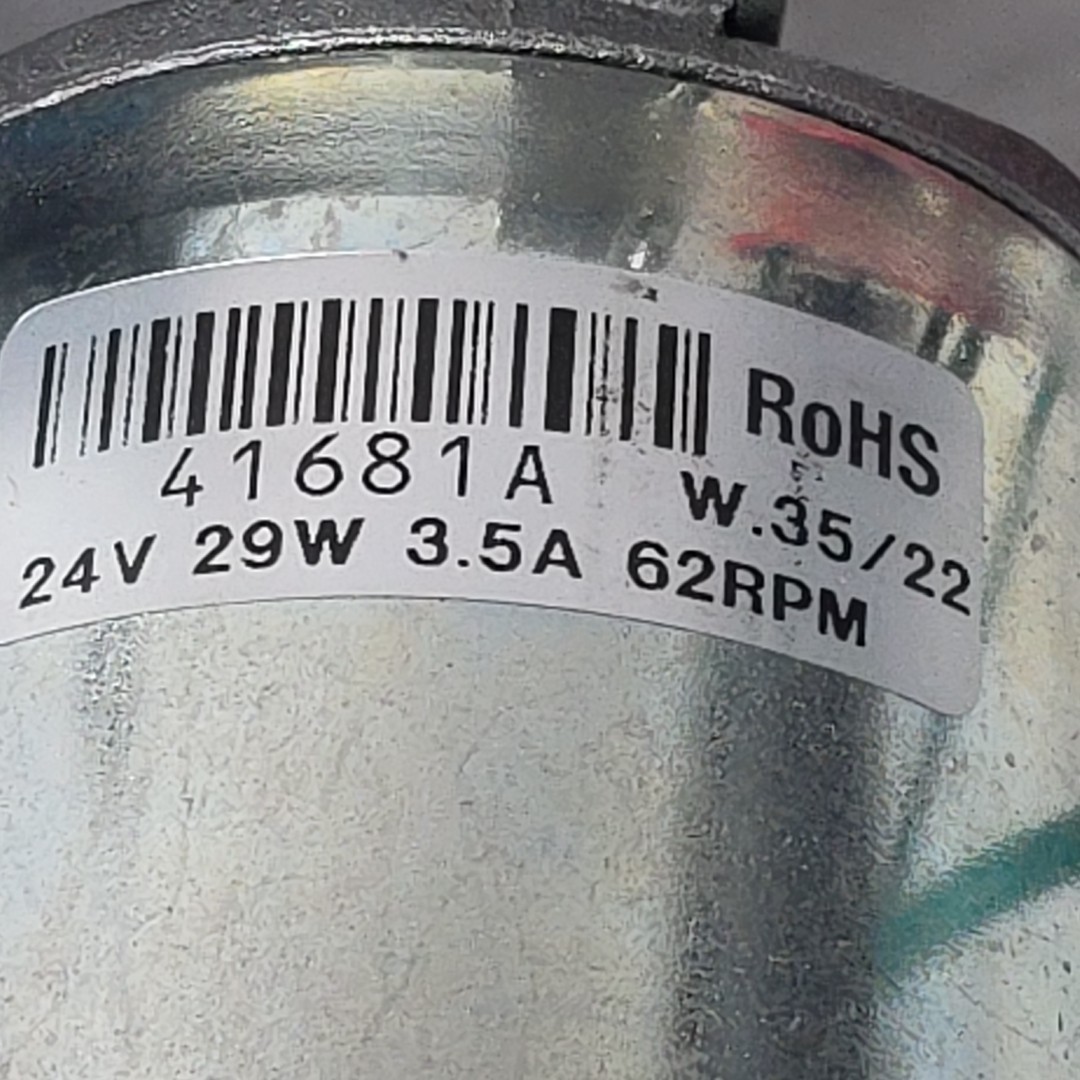 RoHS
41681A W.35/22
24V 29W 3.5A 62RPM